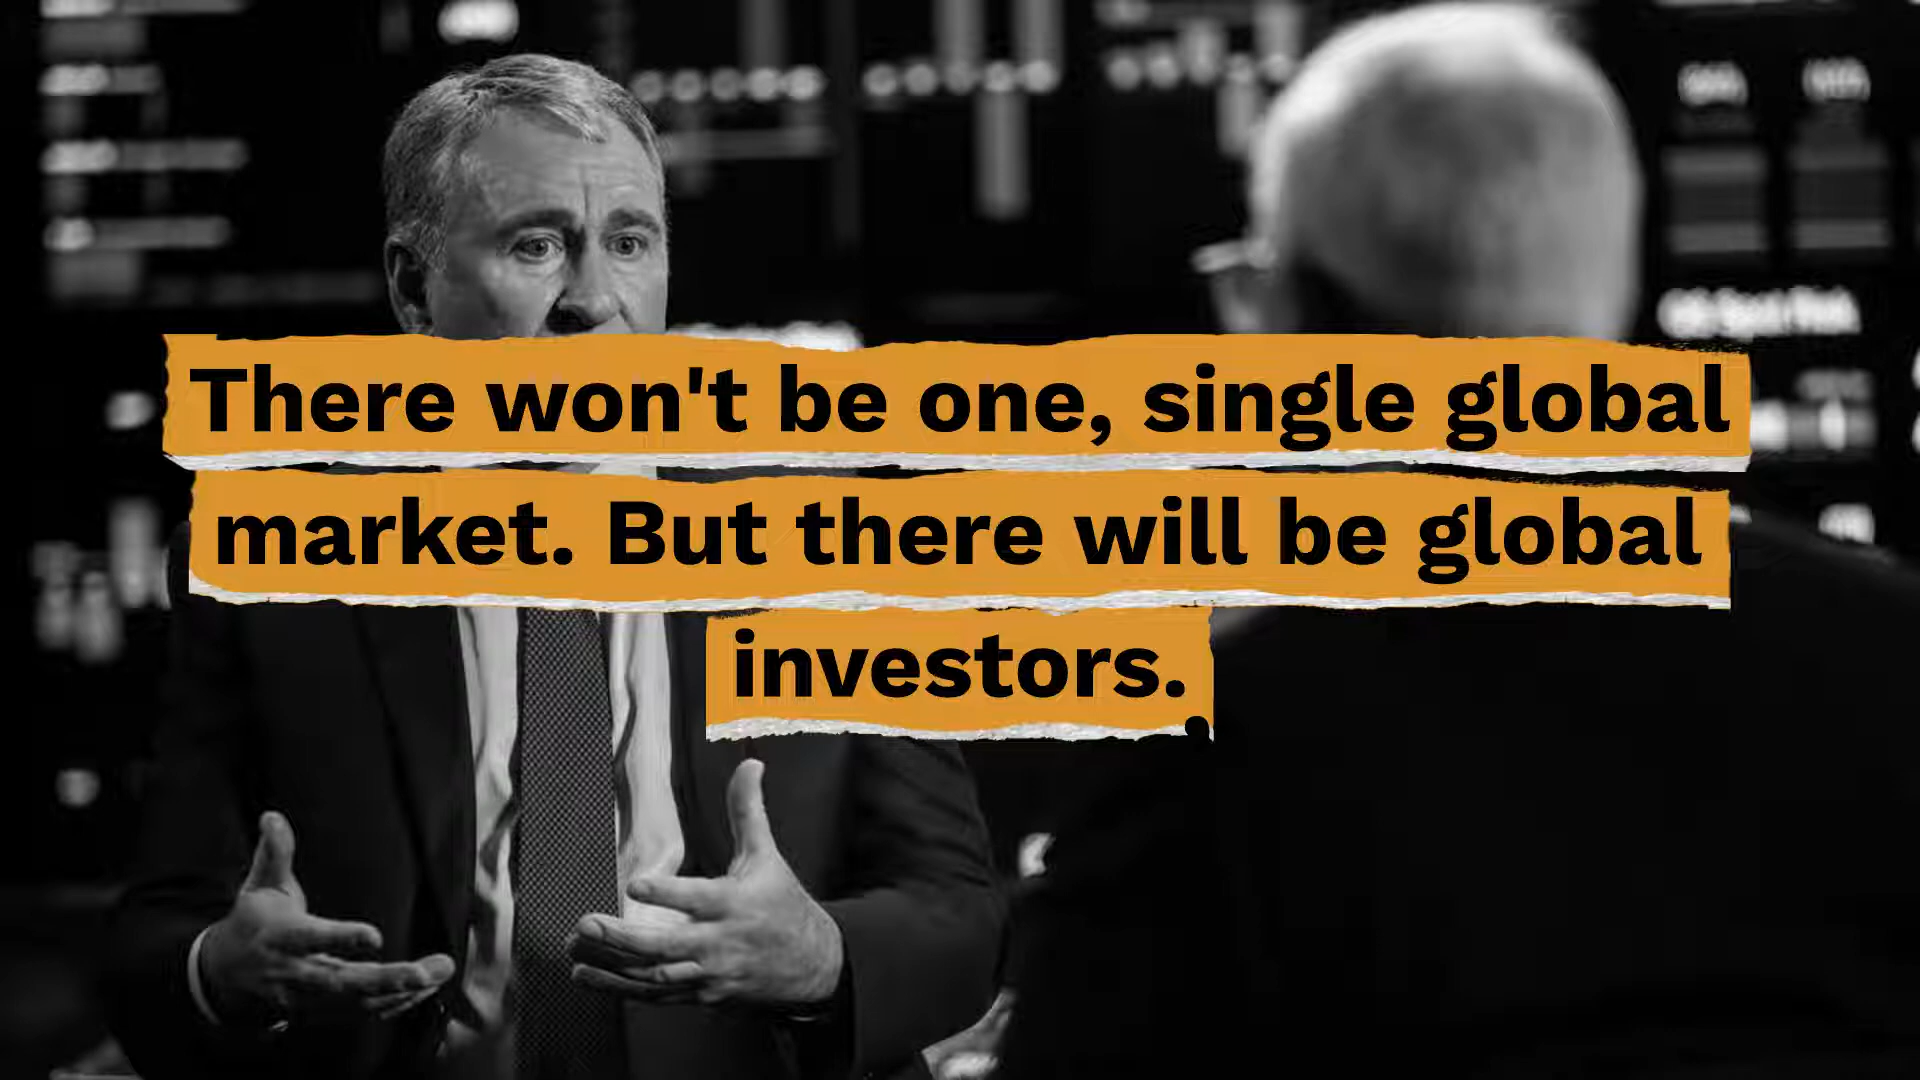 There won't be one, single global
market. But there will be global
investors.